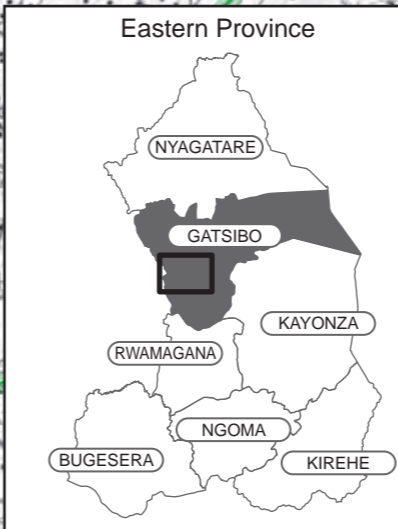 Eastern Province
NYAGATARE
GATSIBO
KAYONZA
RWAMAGANA
NGOMA
BUGESERA
KIREHE